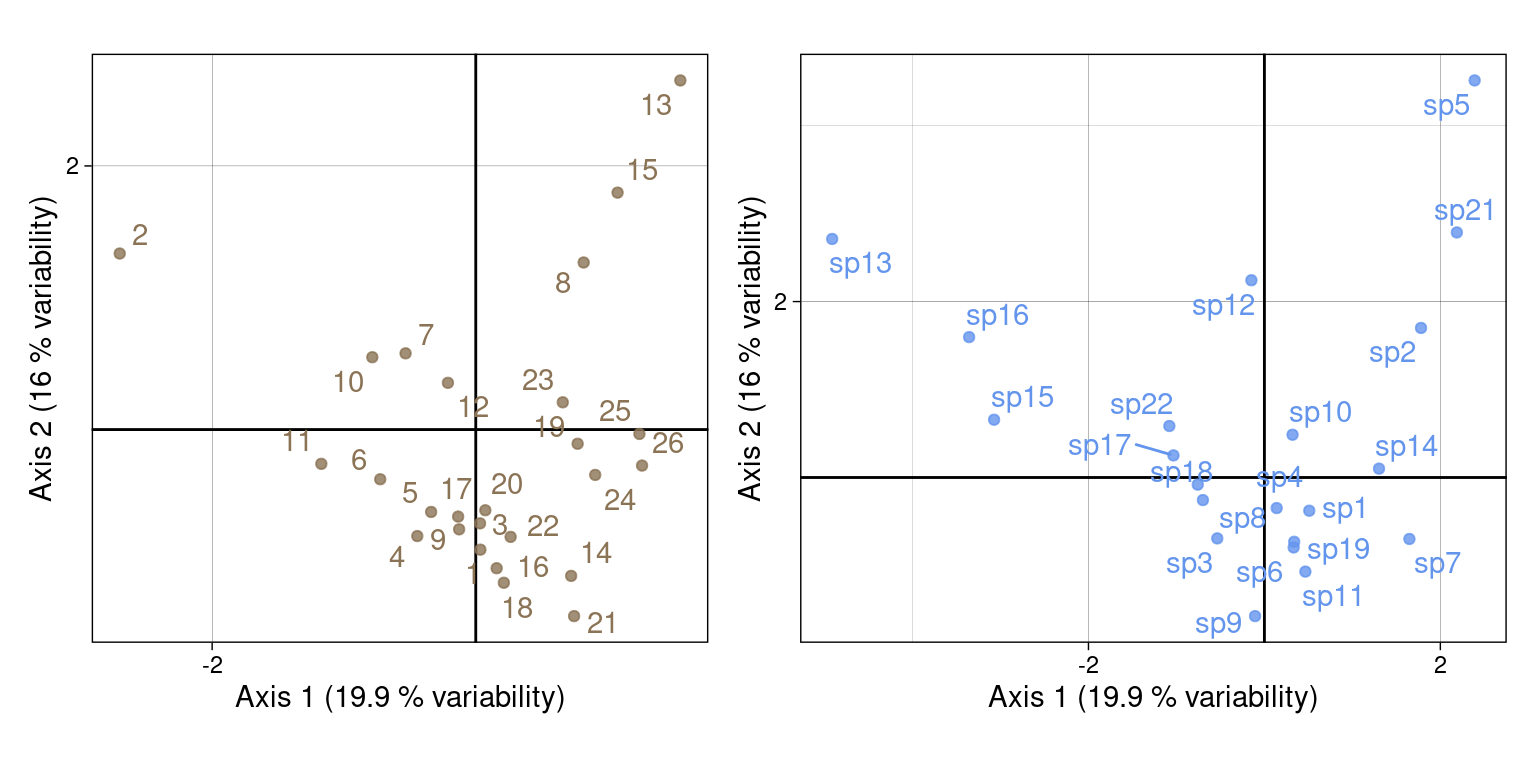 13
15
2
2
8
7
10
23
12
25
19
11
26
6
5
17
20
24
3
22
9
4
14
1
16
18
21
-2
Axis 1 (19.9 % variability)
Axis 2 (16 % variability)
sp5
sp21
sp13
2
sp12
sp16
sp2
sp15
sp22
sp10
sp17
sp14
sp18
sp4
sp8
sp1
sp19
sp3
sp6
sp7
sp11
sp9
-2
2
Axis 1 (19.9 % variability)
Axis 2 (16 % variability)